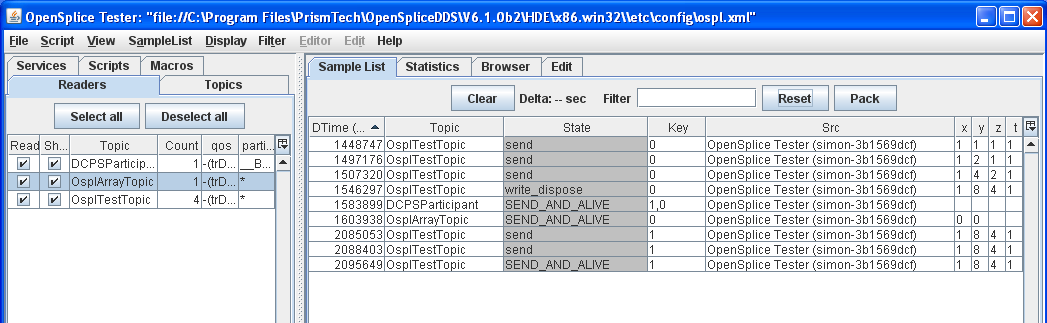 OpenSplice Tester: "file://C:\Program Files\PrismTech\OpenSpliceDDS\V6.1.0b2\HDE\x86.win32\\etc\config\ospl.xml"
File Script View SampleList Display Filter Editor Edit Help
Services Scripts Macros
Readers Topics
Select all Deselect all
Read Sh... Topic Count qos parti...
DCPSParticip... 1 -(trD... __B...
OsplArrayTopic 1 -(trD... *
OsplTestTopic 4 -(trD... *
Sample List Statistics Browser Edit
Clear Delta: -- sec Filter Reset Pack
DTime (... Topic State Key Src x y z t
1448747 OsplTestTopic send 0 OpenSplice Tester (simon-3b1569dcf) 1 1 1 1
1497176 OsplTestTopic send 0 OpenSplice Tester (simon-3b1569dcf) 1 2 1 1
1507320 OsplTestTopic send 0 OpenSplice Tester (simon-3b1569dcf) 1 4 2 1
1546297 OsplTestTopic write_dispose 0 OpenSplice Tester (simon-3b1569dcf) 1 8 4 1
1583899 DCPSParticipant SEND_AND_ALIVE 1,0 OpenSplice Tester (simon-3b1569dcf)
1603938 OsplArrayTopic SEND_AND_ALIVE OpenSplice Tester (simon-3b1569dcf) 0 0
2085053 OsplTestTopic send 1 OpenSplice Tester (simon-3b1569dcf) 1 8 4 1
2088403 OsplTestTopic send 1 OpenSplice Tester (simon-3b1569dcf) 1 8 4 1
2095649 OsplTestTopic SEND_AND_ALIVE 1 OpenSplice Tester (simon-3b1569dcf) 1 8 4 1